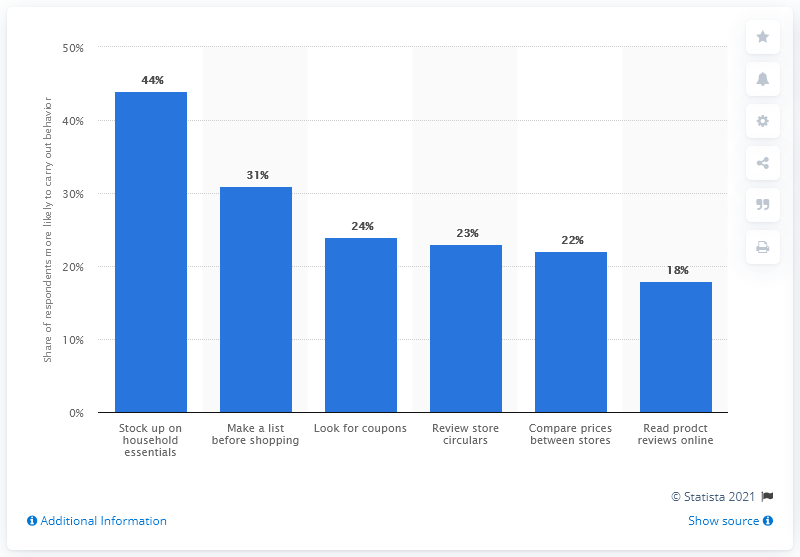 Share of respondents more likely to carry out behavior
50%
40%
30%
20%
10%
0%
44%
31%
24%
23%
22%
18%
Stock up on
household
essentials
Make a list
before shopping
Look for coupons
Review store
circulars
Compare prices
between stores
Read prodct
reviews online
© Statista 2021
Additional Information
Show source